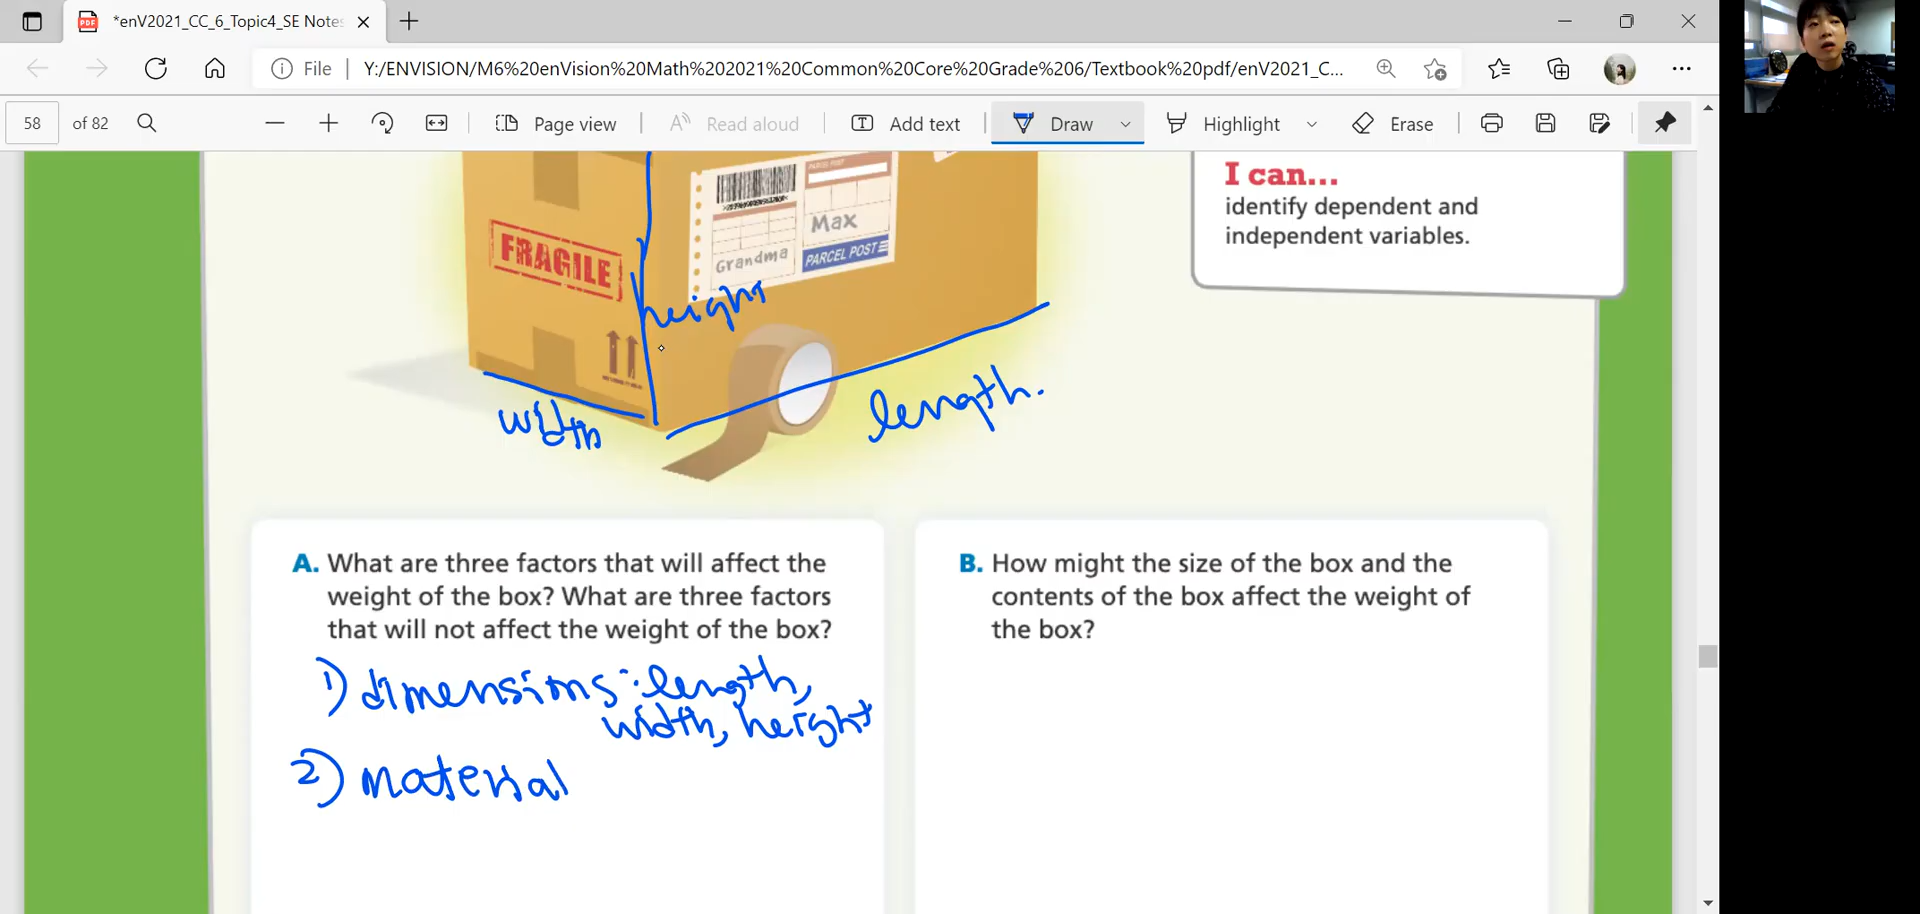 *enV2021_CC_6_Topic4_SE Notes
File
Y:/ENVISION/M6%20enVision%20Math%202021%20Common%20Core%20Grade%206/Textbook%20pdf/enV2021_C...
58 of 82
Page view
Read aloud
Add text
Draw
Highlight
Erase
I can...
identify dependent and
independent variables.
FRAGILE
PARCEL POST
Max
Grandma
PARCEL POST
height
width
length.
A. What are three factors that will affect the
weight of the box? What are three factors
that will not affect the weight of the box?
1) dimensions: length,
width, height
2) material
B. How might the size of the box and the
contents of the box affect the weight of
the box?